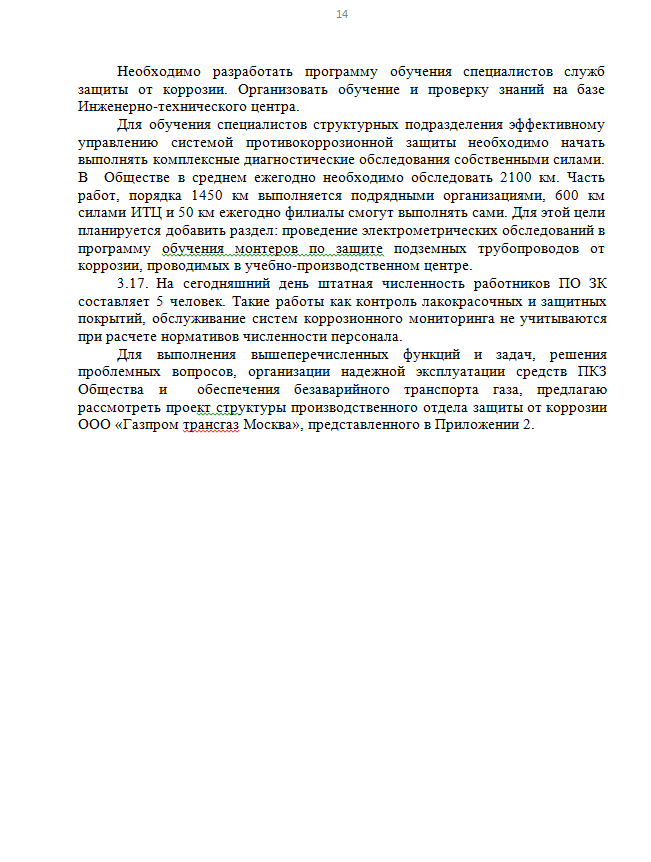 14
Необходимо разработать программу обучения специалистов служб
защиты от коррозии. Организовать обучение и проверку знаний на базе
Инженерно-технического центра.
Для обучения специалистов структурных подразделения эффективному
управлению системой противокоррозионной защиты необходимо начать
выполнять комплексные диагностические обследования собственными силами.
В Обществе в среднем ежегодно необходимо обследовать 2100 км. Часть
работ, порядка 1450 км выполняется подрядными организациями, 600 км
силами ИТЦ и 50 км ежегодно филиалы смогут выполнять сами. Для этой цели
планируется добавить раздел: проведение электрометрических обследований в
программу обучения монтеров по защите подземных трубопроводов от
коррозии, проводимых в учебно-производственном центре.
3.17. На сегодняшний день штатная численность работников ПО ЗК
составляет 5 человек. Такие работы как контроль лакокрасочных и защитных
покрытий, обслуживание систем коррозионного мониторинга не учитываются
при расчете нормативов численности персонала.
Для выполнения вышеперечисленных функций и задач, решения
проблемных вопросов, организации надежной эксплуатации средств ПКЗ
Общества и обеспечения безаварийного транспорта газа, предлагаю
рассмотреть проект структуры производственного отдела защиты от коррозии
ООО «Газпром трансгаз Москва», представленного в Приложении 2.